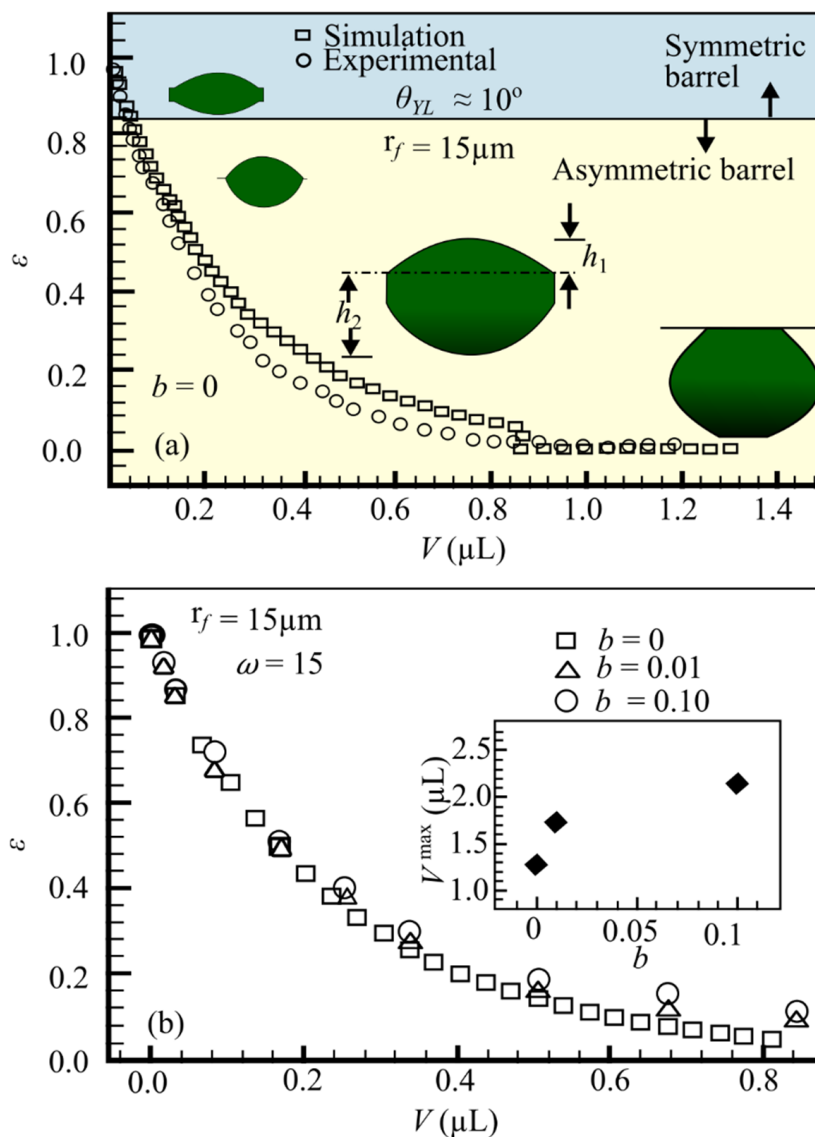 □ Simulation
○ Experimental
θ_YL ≈ 10°
Symmetric
barrel
r_f = 15μm
Asymmetric barrel
h_1
h_2
b = 0
(a)
1.0
0.8
0.6
0.4
0.2
0.0
ε
0.2 0.4 0.6 0.8 1.0 1.2 1.4
V (μL)
r_f = 15μm
ω = 15
□ b = 0
△ b = 0.01
○ b = 0.10
2.5
2.0
1.5
1.0
V^max (μL)
0 0.05 0.1
b
(b)
1.0
0.8
0.6
0.4
0.2
0.0
ε
0.0 0.2 0.4 0.6 0.8
V (μL)